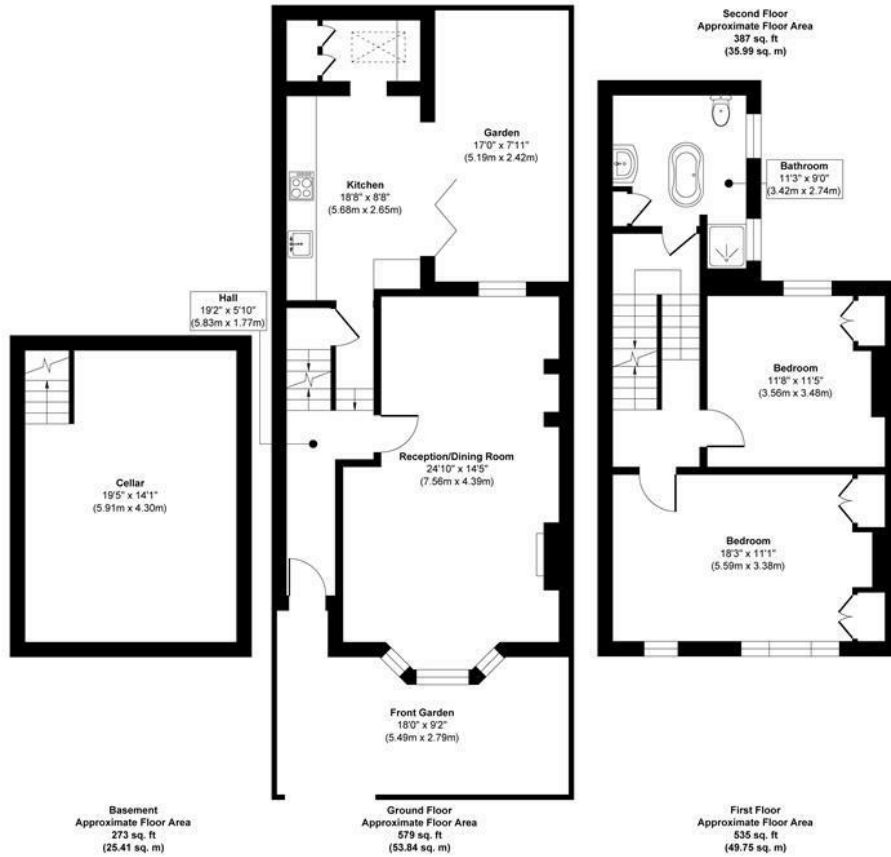 Second Floor
Approximate Floor Area
387 sq. ft
(35.99 sq. m)
Garden
17'0" x 7'11"
(5.19m x 2.42m)
Kitchen
18'8" x 8'8"
(5.68m x 2.65m)
Bathroom
11'3" x 9'0"
(3.42m x 2.74m)
Hall
19'2" x 5'10"
(5.83m x 1.77m)
Bedroom
11'8" x 11'5"
(3.56m x 3.48m)
Reception/Dining Room
24'10" x 14'5"
(7.56m x 4.39m)
Cellar
19'5" x 14'1"
(5.91m x 4.30m)
Bedroom
18'3" x 11'1"
(5.59m x 3.38m)
Front Garden
18'0" x 9'2"
(5.49m x 2.79m)
Basement
Approximate Floor Area
273 sq. ft
(25.41 sq. m)
Ground Floor
Approximate Floor Area
579 sq. ft
(53.84 sq. m)
First Floor
Approximate Floor Area
535 sq. ft
(49.75 sq. m)